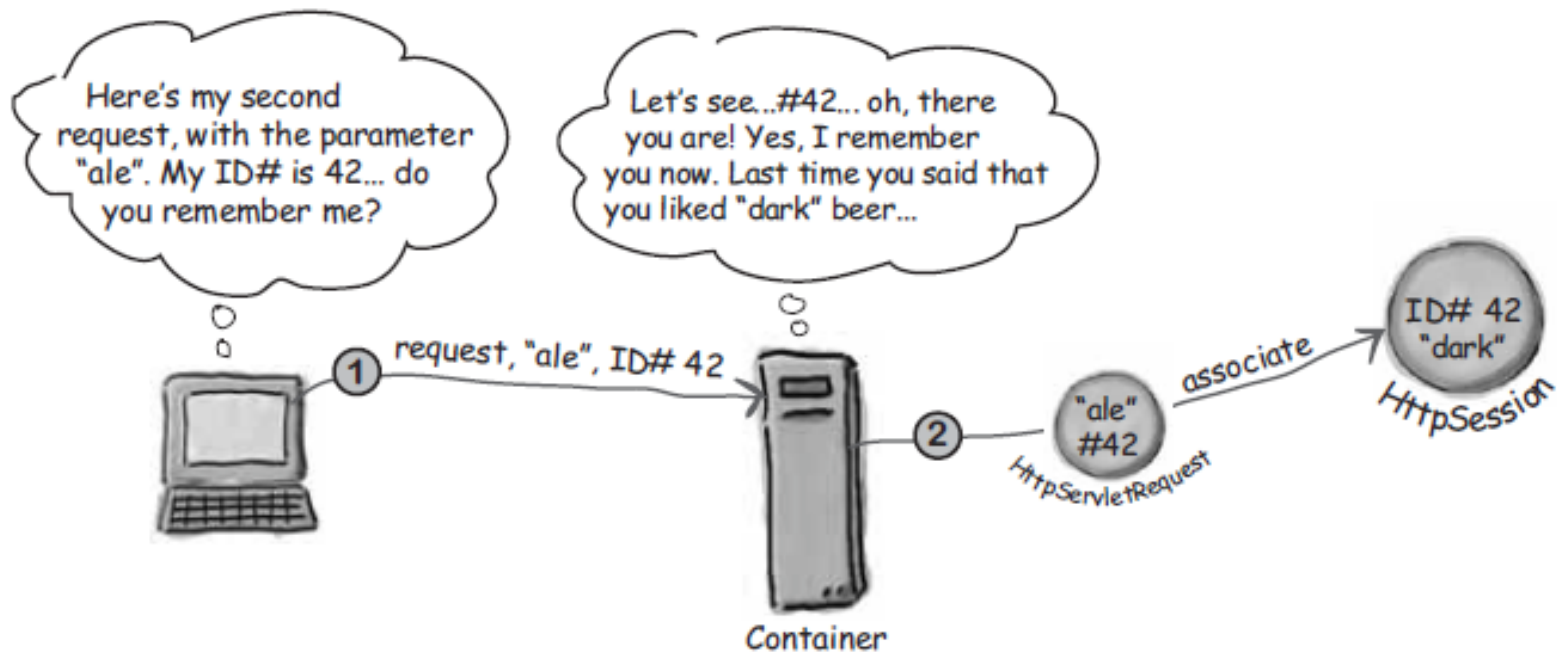 Here's my second
request, with the parameter
“ale”. My ID# is 42... do
you remember me?
Let's see...#42... oh, there
you are! Yes, I remember
you now. Last time you said that
you liked “dark” beer...
1
request, “ale”, ID# 42
2
“ale”
#42
HttpServletRequest
associate
ID# 42
“dark”
HttpSession
Container